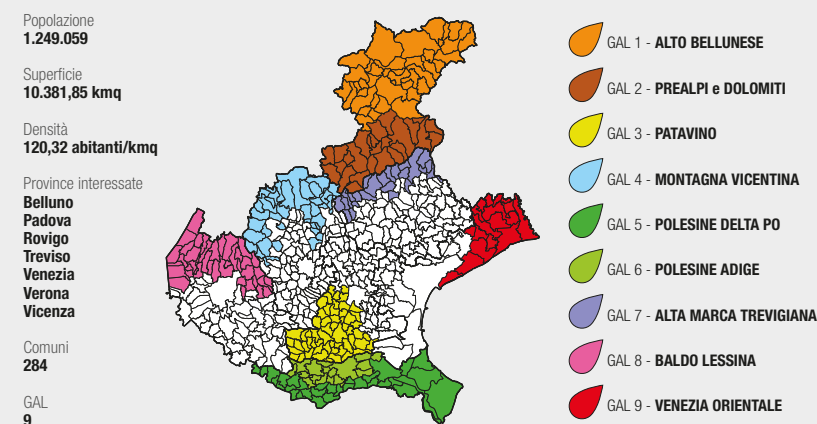 Popolazione
1.249.059
Superficie
10.381,85 kmq
Densità
120,32 abitanti/kmq
Province interessate
Belluno
Padova
Rovigo
Treviso
Venezia
Verona
Vicenza
Comuni
284
GAL
9
GAL 1 - ALTO BELLUNESE
GAL 2 - PREALPI e DOLOMITI
GAL 3 - PATAVINO
GAL 4 - MONTAGNA VICENTINA
GAL 5 - POLESINE DELTA PO
GAL 6 - POLESINE ADIGE
GAL 7 - ALTA MARCA TREVIGIANA
GAL 8 - BALDO LESSINA
GAL 9 - VENEZIA ORIENTALE